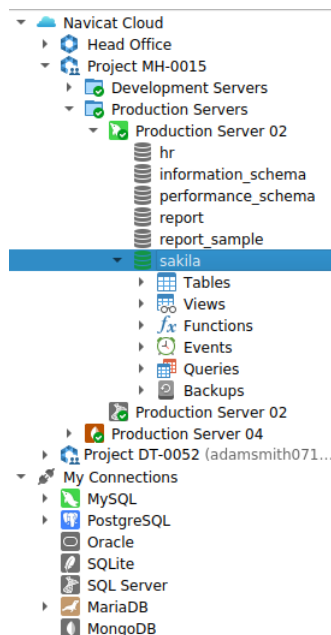 Navicat Cloud
Head Office
Project MH-0015
Development Servers
Production Servers
Production Server 02
hr
information_schema
performance_schema
report
report_sample
sakila
Tables
Views
fx Functions
Events
Queries
Backups
Production Server 02
Production Server 04
Project DT-0052 (adamsmith071...
My Connections
MySQL
PostgreSQL
Oracle
SQLite
SQL Server
MariaDB
MongoDB